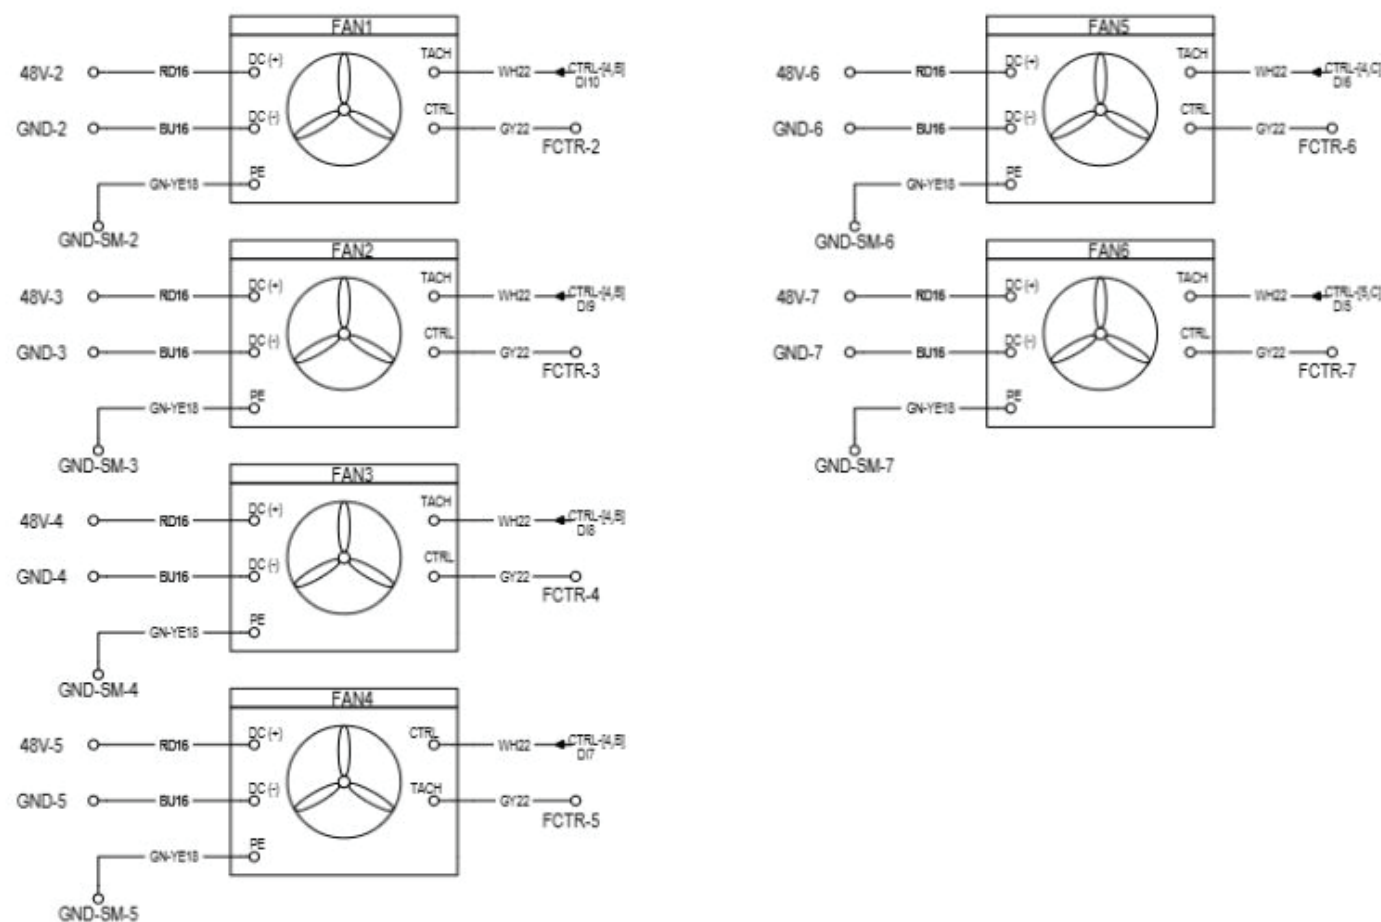 FAN1
48V-2 RD16 DC (+) TACH WH22 CTRL-[4,B]
DI10
GND-2 BU16 DC (-) CTRL GY22 FCTR-2
GN-YE18 PE
GND-SM-2
FAN2
48V-3 RD16 DC (+) TACH WH22 CTRL-[4,B]
DI9
GND-3 BU16 DC (-) CTRL GY22 FCTR-3
GN-YE18 PE
GND-SM-3
FAN3
48V-4 RD16 DC (+) TACH WH22 CTRL-[4,B]
DI8
GND-4 BU16 DC (-) CTRL GY22 FCTR-4
GN-YE18 PE
GND-SM-4
FAN4
48V-5 RD16 DC (+) CTRL WH22 CTRL-[4,B]
DI7
GND-5 BU16 DC (-) TACH GY22 FCTR-5
GN-YE18 PE
GND-SM-5
FAN5
48V-6 RD16 DC (+) TACH WH22 CTRL-[4,C]
DI6
GND-6 BU16 DC (-) CTRL GY22 FCTR-6
GN-YE18 PE
GND-SM-6
FAN6
48V-7 RD16 DC (+) TACH WH22 CTRL-[5,C]
DI5
GND-7 BU16 DC (-) CTRL GY22 FCTR-7
GN-YE18 PE
GND-SM-7